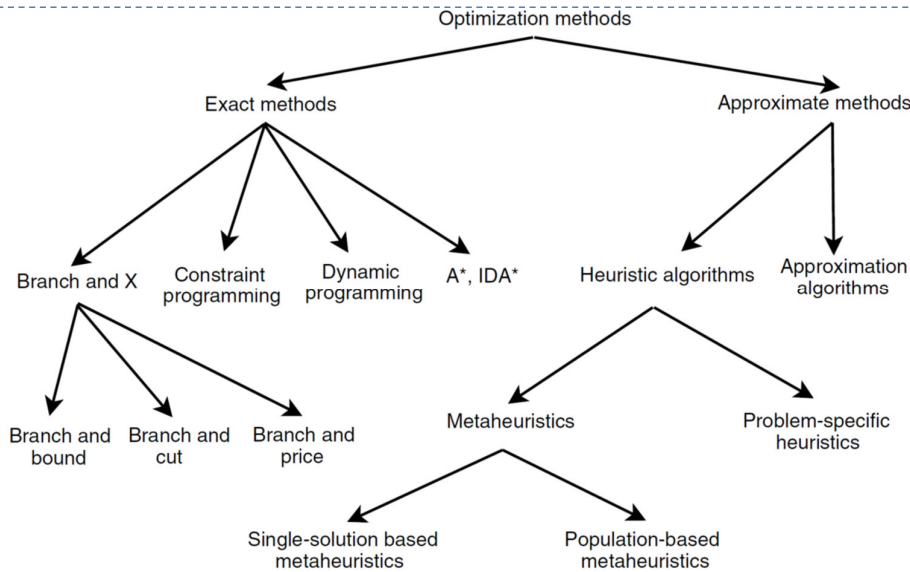 Optimization methods
Exact methods
Approximate methods
Branch and X
Constraint
programming
Dynamic
programming
A*, IDA*
Heuristic algorithms
Approximation
algorithms
Branch and
bound
Branch and
cut
Branch and
price
Metaheuristics
Problem-specific
heuristics
Single-solution based
metaheuristics
Population-based
metaheuristics